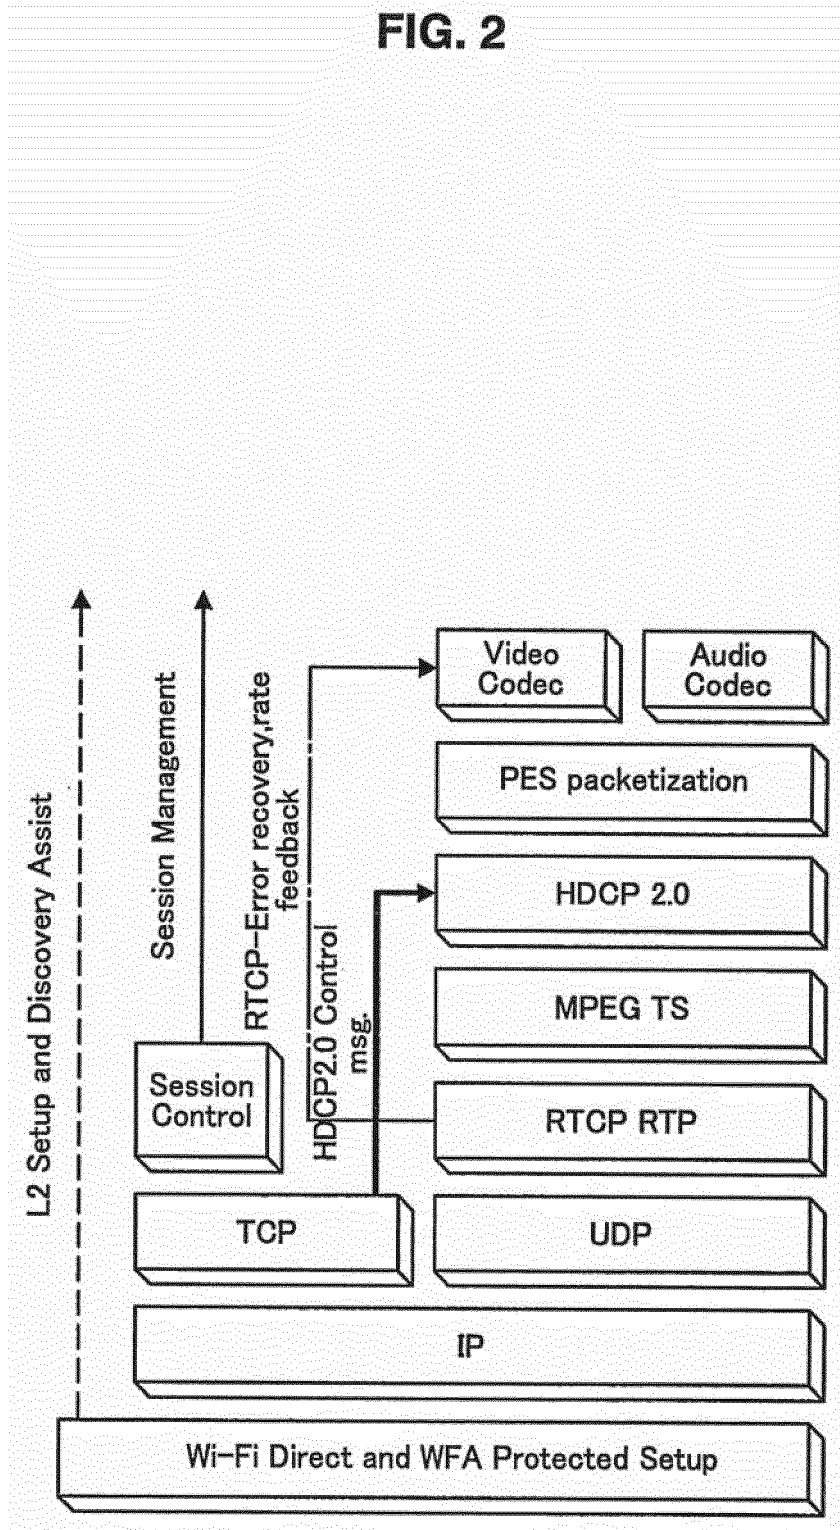 FIG. 2
L2 Setup and Discovery Assist
Session Management
RTCP-Error recovery,rate
feedback
HDCP2.0 Control
msg.
Video
Codec
Audio
Codec
PES packetization
HDCP 2.0
MPEG TS
Session
Control
RTCP RTP
TCP
UDP
IP
Wi-Fi Direct and WFA Protected Setup